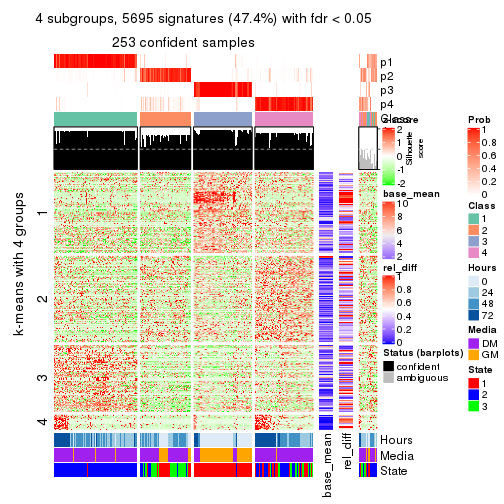 4 subgroups, 5695 signatures (47.4%) with fdr < 0.05
253 confident samples
p1
p2
p3
p4
Class
z-score
2
1
0
-1
-2
Silhouette
score
k-means with 4 groups
1
2
3
4
base_mean
10
8
6
4
2
rel_diff
1
0.8
0.6
0.4
0.2
0
Status (barplots)
confident
ambiguous
Prob
1
0.8
0.6
0.4
0.2
0
Class
1
2
3
4
Hours
0
24
48
72
Media
DM
GM
State
1
2
3
Hours
Media
State
base_mean
rel_diff